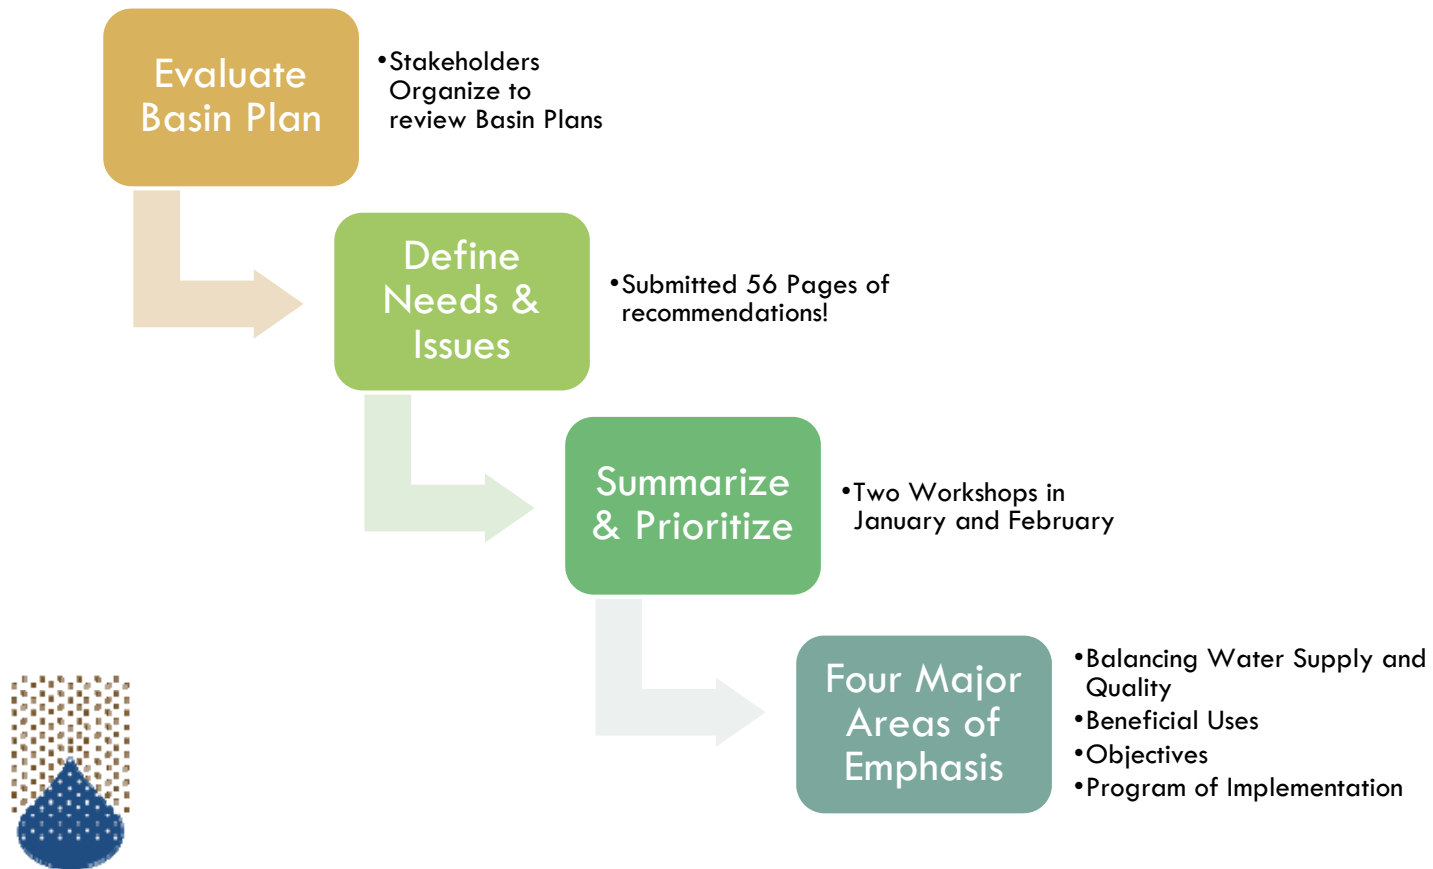 Evaluate
Basin Plan
•Stakeholders
Organize to
review Basin Plans
Define
Needs &
Issues
•Submitted 56 Pages of
recommendations!
Summarize
& Prioritize
•Two Workshops in
January and February
Four Major
Areas of
Emphasis
•Balancing Water Supply and
Quality
•Beneficial Uses
•Objectives
•Program of Implementation